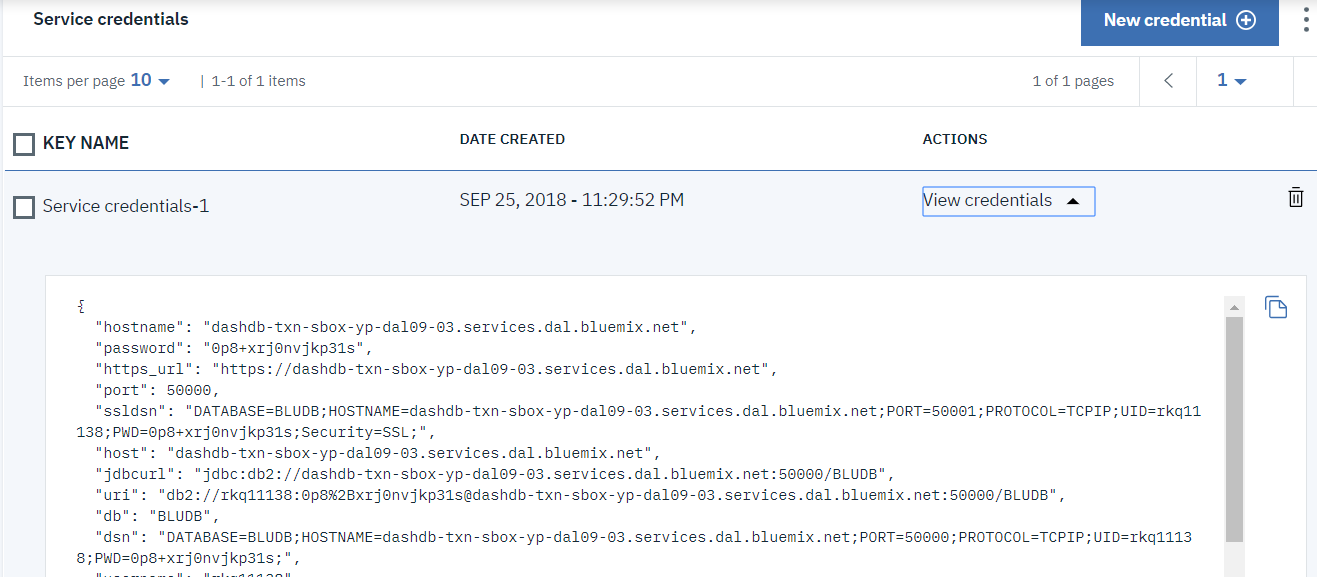 Service credentials
New credential
Items per page 10 | 1-1 of 1 items 1 of 1 pages 1
KEY NAME DATE CREATED ACTIONS
Service credentials-1 SEP 25, 2018 - 11:29:52 PM View credentials
{
"hostname": "dashdb-txn-sbox-yp-dal09-03.services.dal.bluemix.net",
"password": "0p8+xrj0nvjkp31s",
"https_url": "https://dashdb-txn-sbox-yp-dal09-03.services.dal.bluemix.net",
"port": 50000,
"ssldsn": "DATABASE=BLUDB;HOSTNAME=dashdb-txn-sbox-yp-dal09-03.services.dal.bluemix.net;PORT=50001;PROTOCOL=TCPIP;UID=rkq11
138;PWD=0p8+xrj0nvjkp31s;Security=SSL;",
"host": "dashdb-txn-sbox-yp-dal09-03.services.dal.bluemix.net",
"jdbcurl": "jdbc:db2://dashdb-txn-sbox-yp-dal09-03.services.dal.bluemix.net:50000/BLUDB",
"uri": "db2://rkq11138:0p8%2Bxrj0nvjkp31s@dashdb-txn-sbox-yp-dal09-03.services.dal.bluemix.net:50000/BLUDB",
"db": "BLUDB",
"dsn": "DATABASE=BLUDB;HOSTNAME=dashdb-txn-sbox-yp-dal09-03.services.dal.bluemix.net;PORT=50000;PROTOCOL=TCPIP;UID=rkq1113
8;PWD=0p8+xrj0nvjkp31s;",
"username": "rkq11138"